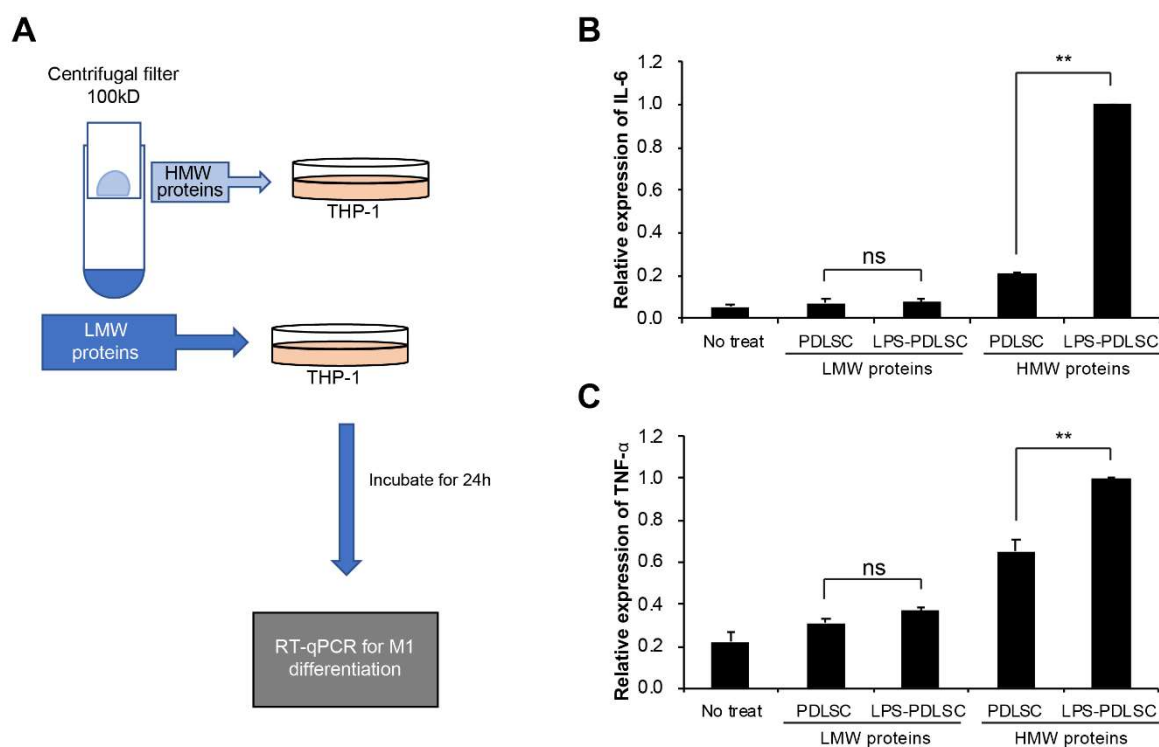 A
Centrifugal filter
100kD
HMW
proteins
THP-1
LMW
proteins
THP-1
Incubate for 24h
RT-qPCR for M1
differentiation
B
Relative expression of IL-6
1.2
1.0
0.8
0.6
0.4
0.2
0.0
**
ns
No treat PDLSC LPS-PDLSC PDLSC LPS-PDLSC
LMW proteins HMW proteins
C
Relative expression of TNF-α
1.2
1.0
0.8
0.6
0.4
0.2
0.0
**
ns
No treat PDLSC LPS-PDLSC PDLSC LPS-PDLSC
LMW proteins HMW proteins